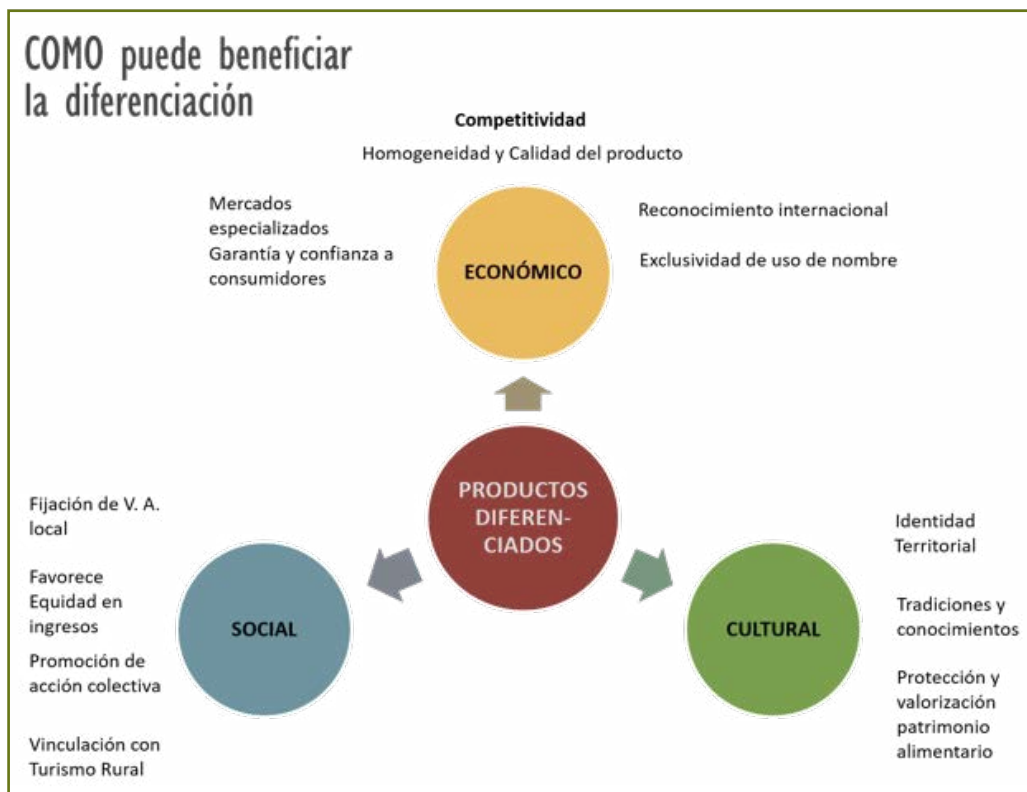 COMO puede beneficiar
la diferenciación
Competitividad
Homogeneidad y Calidad del producto
Mercados
especializados
Garantía y confianza a
consumidores
Reconocimiento internacional
Exclusividad de uso de nombre
ECONÓMICO
PRODUCTOS
DIFEREN-
CIADOS
Fijación de V. A.
local
Favorece
Equidad en
ingresos
Promoción de
acción colectiva
Vinculación con
Turismo Rural
SOCIAL
CULTURAL
Identidad
Territorial
Tradiciones y
conocimientos
Protección y
valorización
patrimonio
alimentario